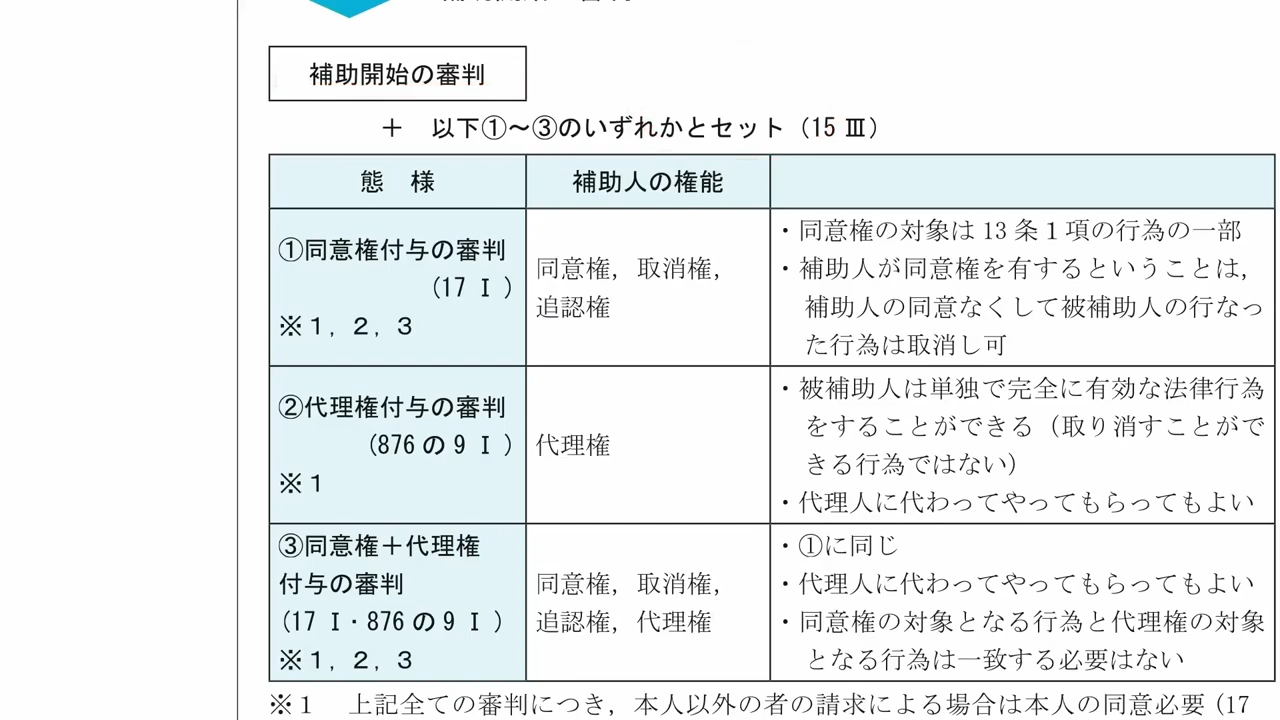 補助開始の審判
＋　以下①～③のいずれかとセット（15 Ⅲ）
態　様
補助人の権能
①同意権付与の審判
（17 Ⅰ）
※１，２，３
同意権，取消権，
追認権
・同意権の対象は 13 条１項の行為の一部
・補助人が同意権を有するということは，
補助人の同意なくして被補助人の行なっ
た行為は取消し可
②代理権付与の審判
（876 の 9 Ⅰ）
※１
代理権
・被補助人は単独で完全に有効な法律行為
をすることができる（取り消すことがで
きる行為ではない）
・代理人に代わってやってもらってもよい
③同意権＋代理権
付与の審判
（17 Ⅰ・876 の 9 Ⅰ）
※１，２，３
同意権，取消権，
追認権，代理権
・①に同じ
・代理人に代わってやってもらってもよい
・同意権の対象となる行為と代理権の対象
となる行為は一致する必要はない
※１　上記全ての審判につき，本人以外の者の請求による場合は本人の同意必要（17